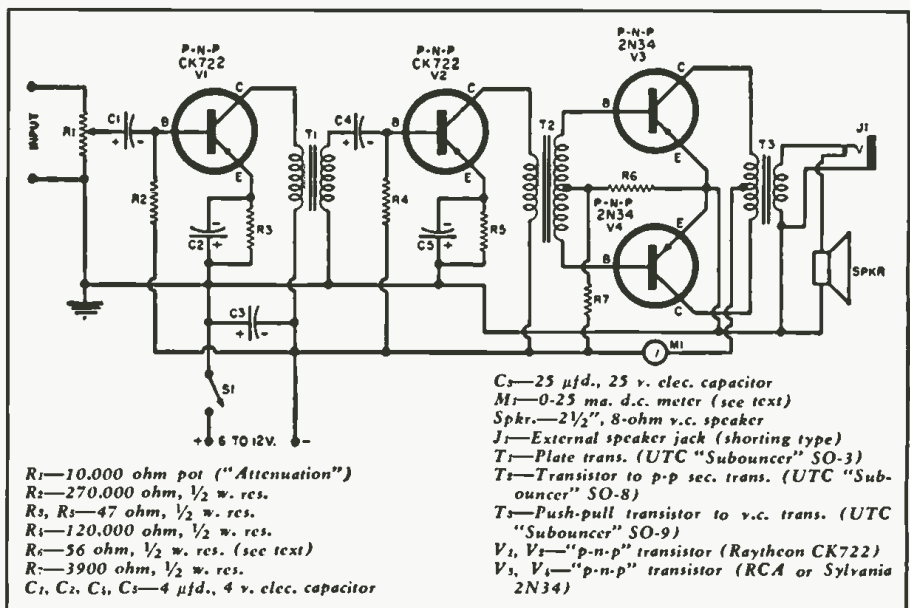 P-N-P
CK722
V1
P-N-P
CK722
V2
P-N-P
2N34
V3
INPUT
R1
C1
+ -
B
C
E
R2
C2
- +
R3
T1
C4
+ -
B
C
E
R4
C5
- +
R5
T2
B
C
E
R6
P-N-P
2N34
V4
B
E
C
R7
T3
J1
V
SPKR
C3
+ -
M1
S1
+ 6 TO 12V. -
R1—10,000 ohm pot ("Attenuation")
R2—270,000 ohm, 1/2 w. res.
R3, R5—47 ohm, 1/2 w. res.
R4—120,000 ohm, 1/2 w. res.
R6—56 ohm, 1/2 w. res. (see text)
R7—3900 ohm, 1/2 w. res.
C1, C2, C4, C5—4 µfd., 4 v. elec. capacitor
C3—25 µfd., 25 v. elec. capacitor
M1—0-25 ma. d.c. meter (see text)
Spkr.—2 1/2", 8-ohm v.c. speaker
J1—External speaker jack (shorting type)
T1—Plate trans. (UTC "Subouncer" SO-3)
T2—Transistor to p-p sec. trans. (UTC "Sub-
ouncer" SO-8)
T3—Push-pull transistor to v.c. trans. (UTC
"Subouncer" SO-9)
V1, V2—"p-n-p" transistor (Raytheon CK722)
V3, V4—"p-n-p" transistor (RCA or Sylvania
2N34)